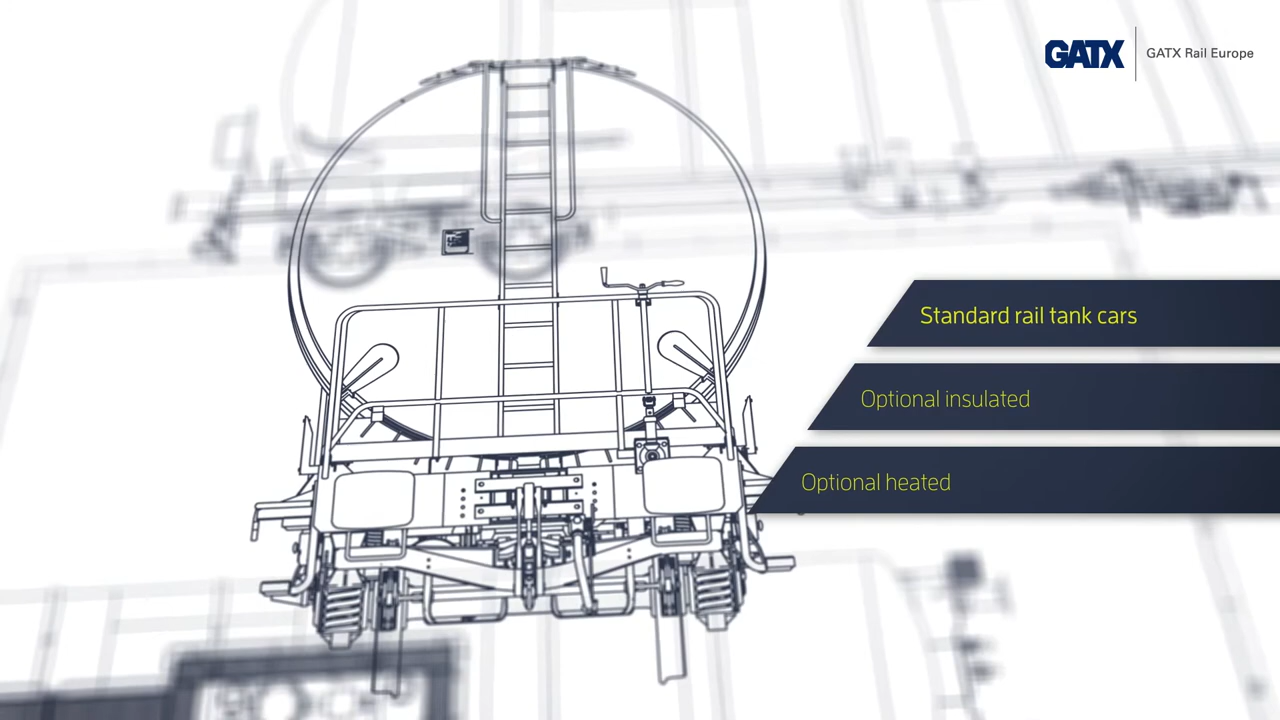 GATX
GATX Rail Europe
Standard rail tank cars
Optional insulated
Optional heated